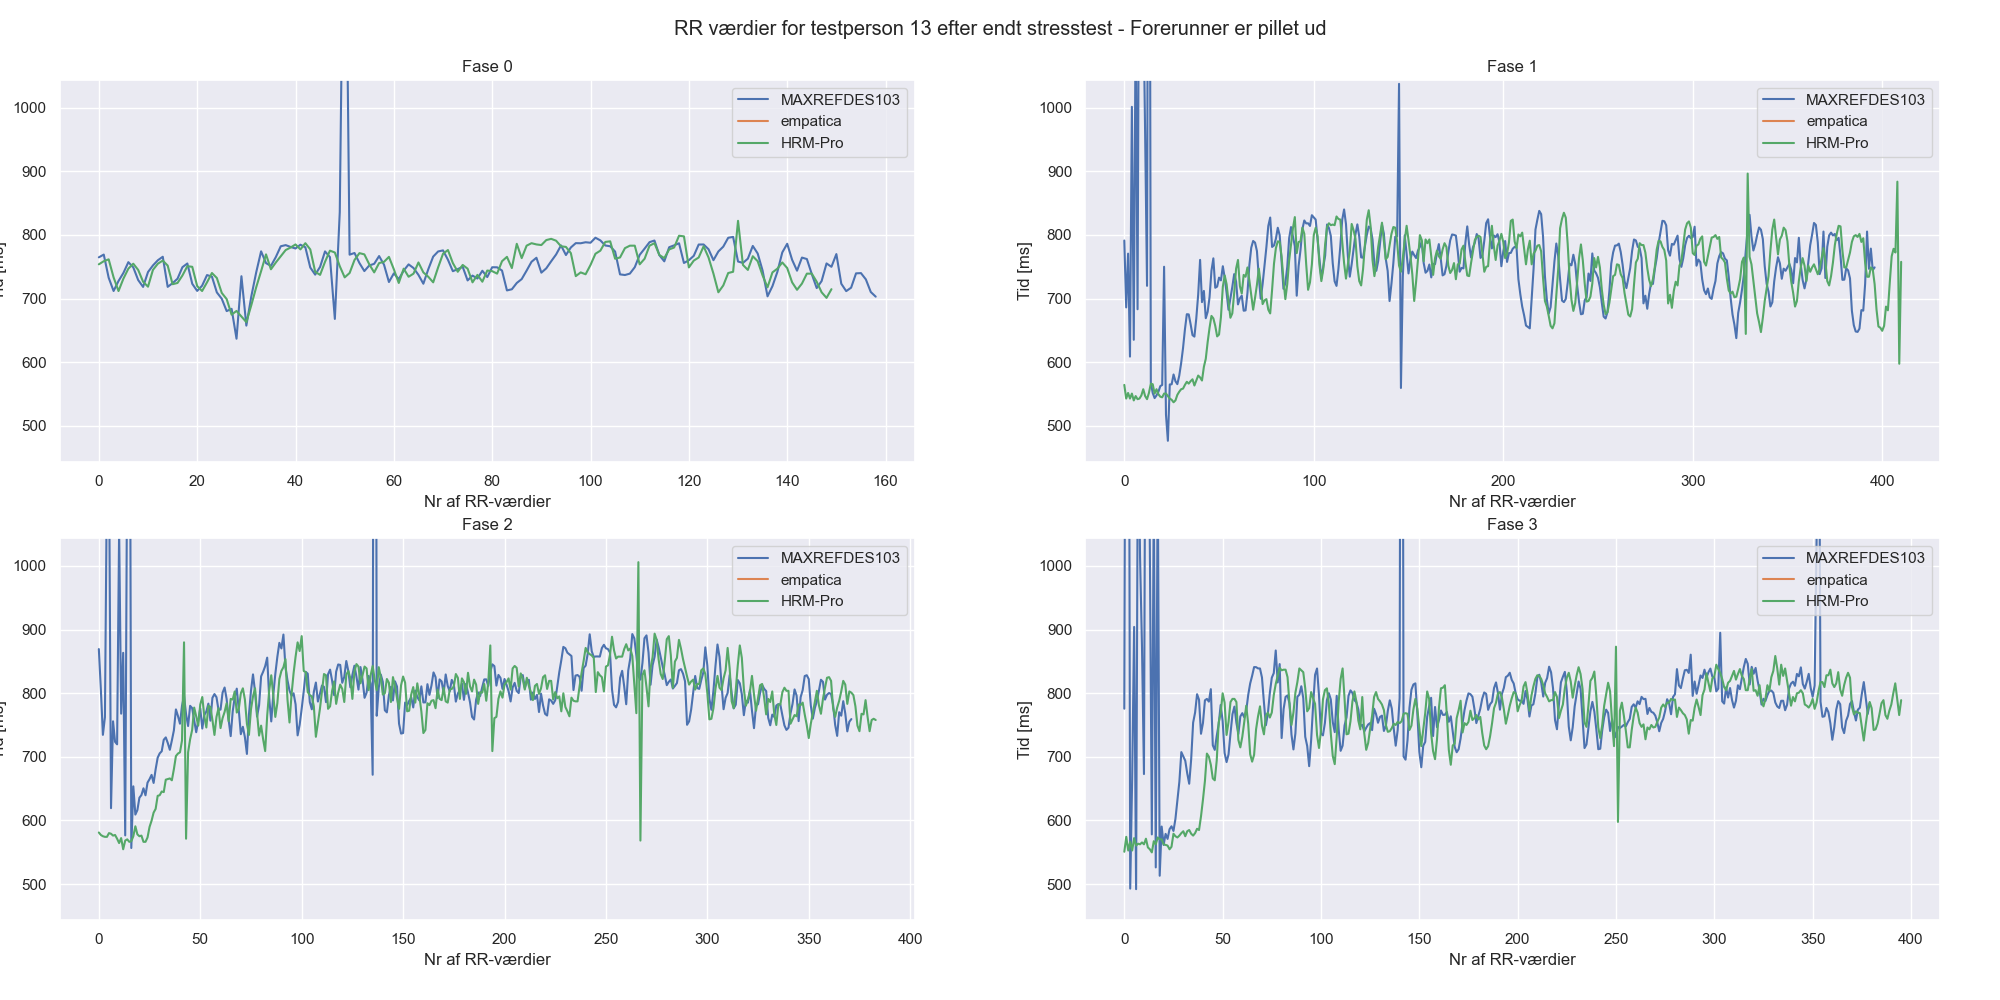 RR værdier for testperson 13 efter endt stresstest - Forerunner er pillet ud
Fase 0
1000
900
800
700
600
500
0 20 40 60 80 100 120 140 160
Nr af RR-værdier
MAXREFDES103
empatica
HRM-Pro
Fase 1
Tid [ms]
1000
900
800
700
600
500
0 100 200 300 400
Nr af RR-værdier
MAXREFDES103
empatica
HRM-Pro
Fase 2
1000
900
800
700
600
500
0 50 100 150 200 250 300 350 400
Nr af RR-værdier
MAXREFDES103
empatica
HRM-Pro
Fase 3
Tid [ms]
1000
900
800
700
600
500
0 50 100 150 200 250 300 350 400
Nr af RR-værdier
MAXREFDES103
empatica
HRM-Pro